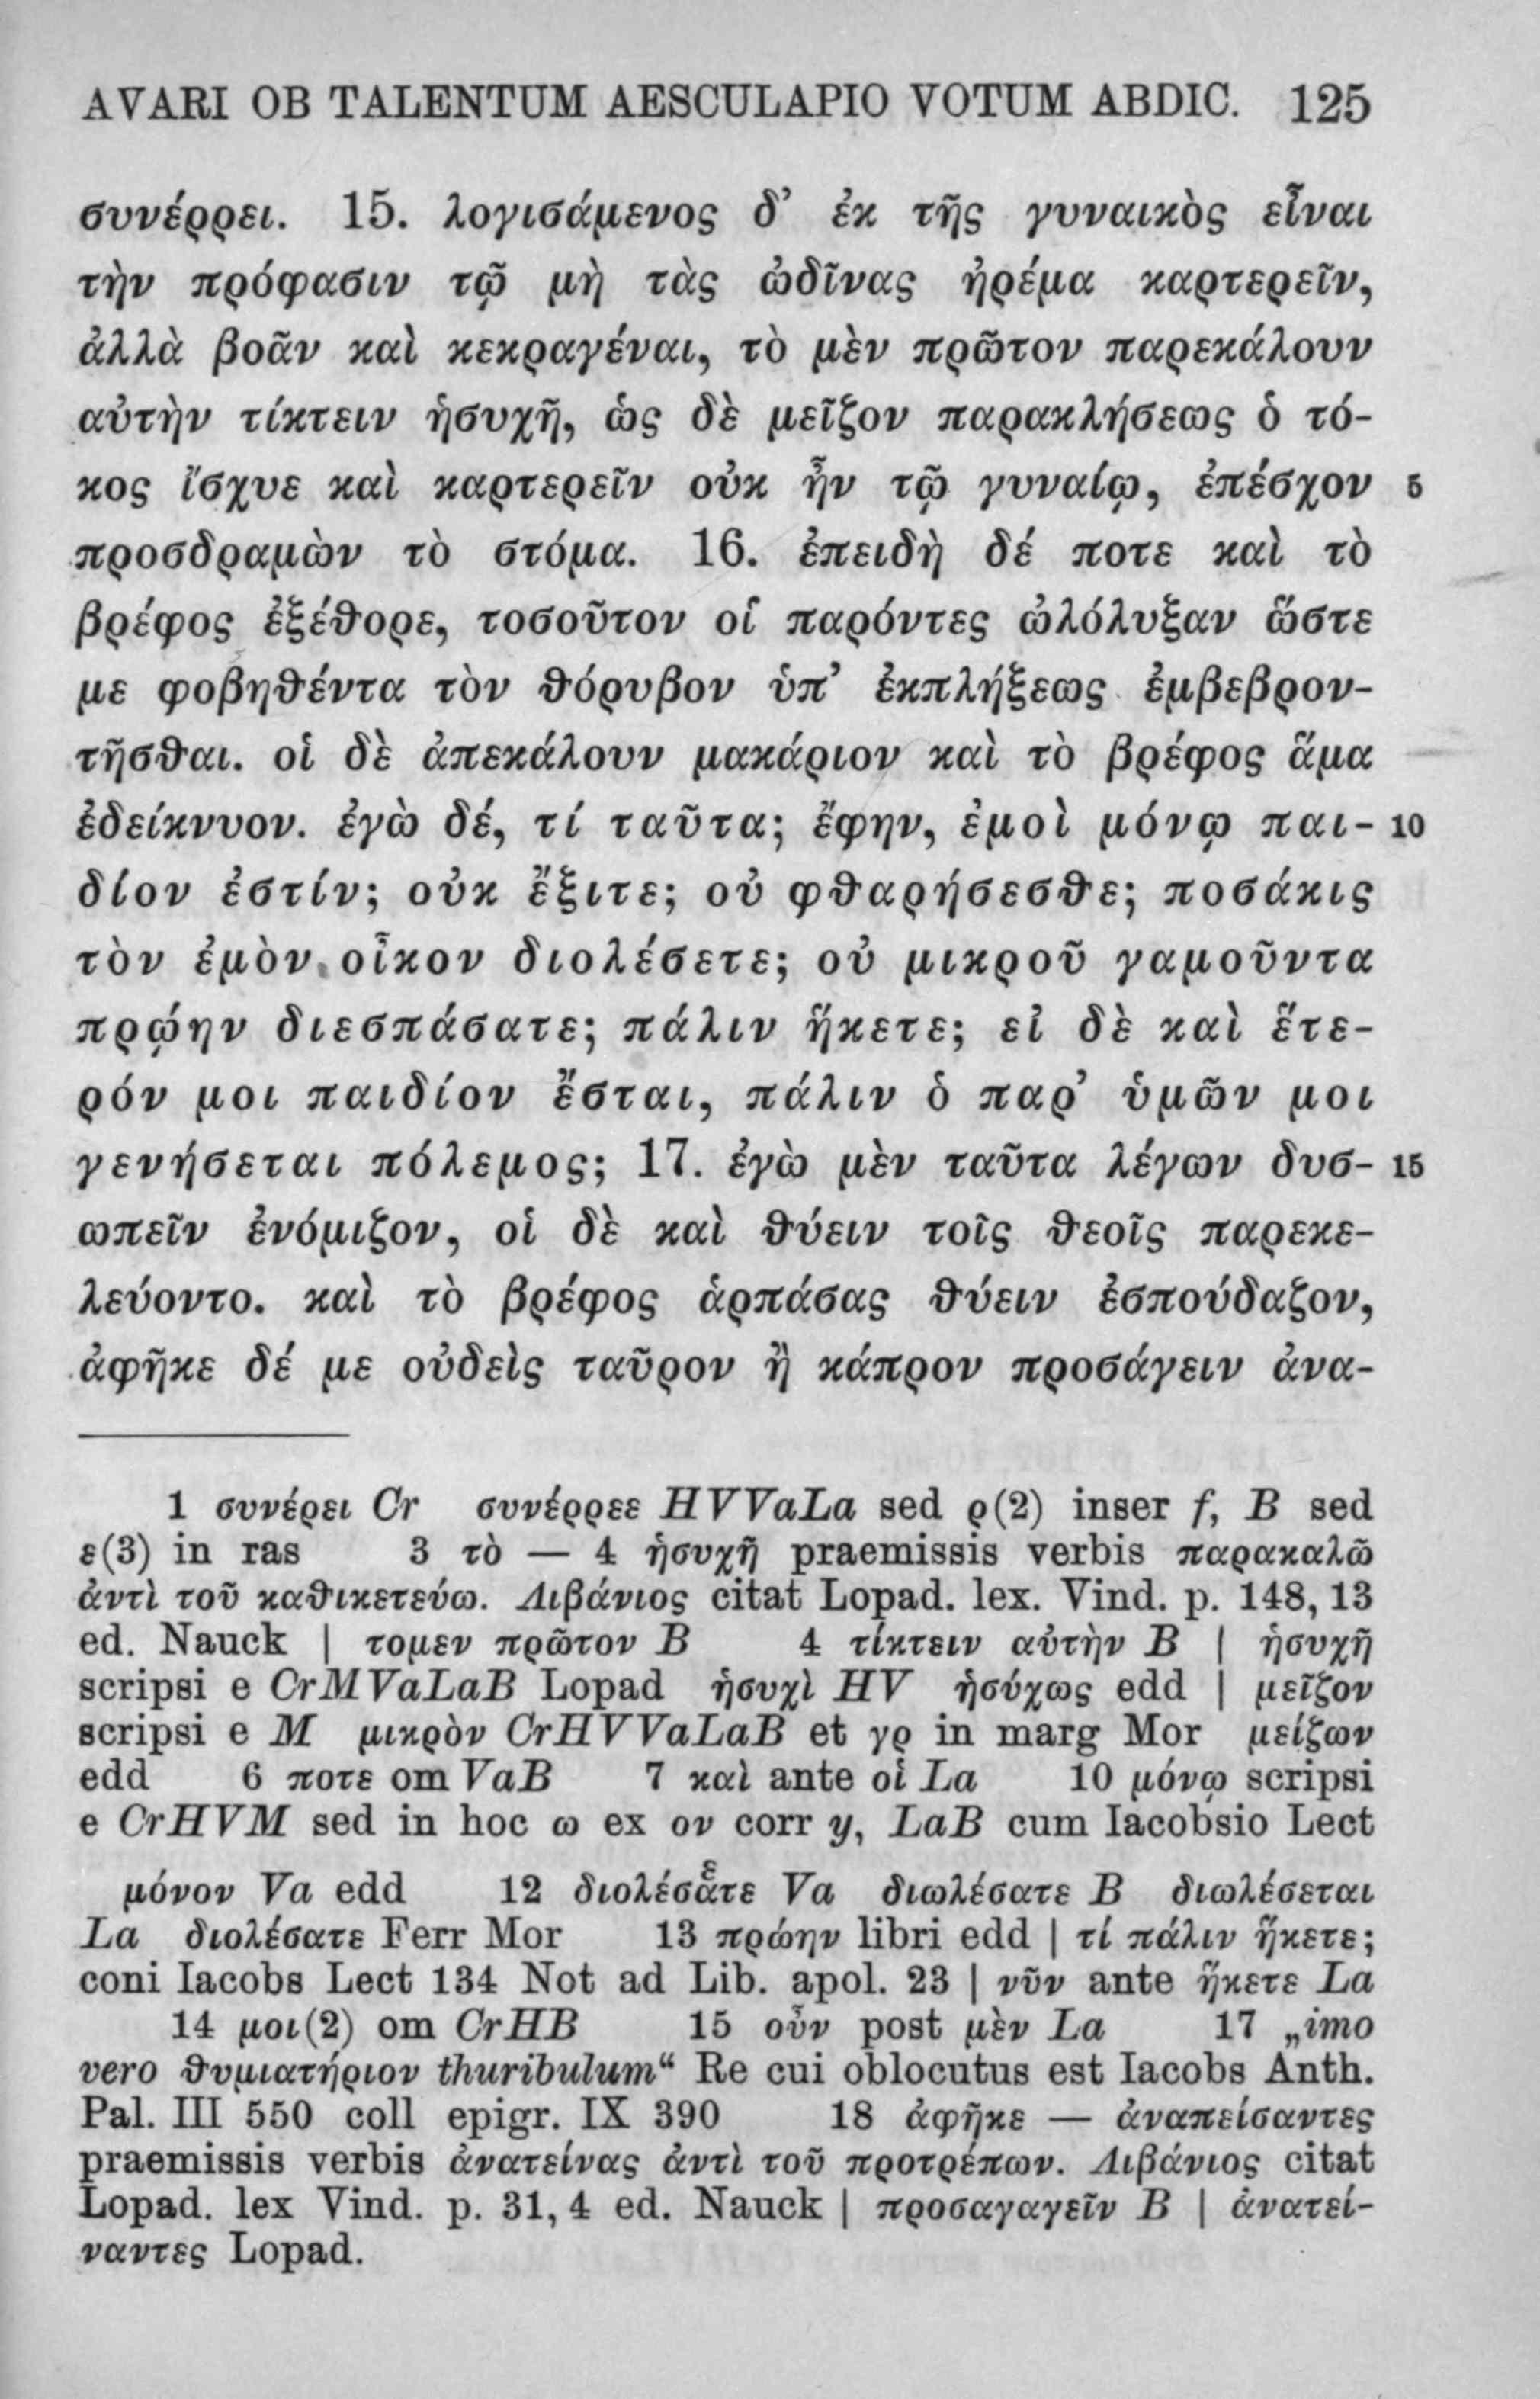 AVARI OB TALENTUM AESCULAPIO VOTUM ABDIC. 125
συνέρρει. 15. λογισάμενος δ’ ἐκ τῆς γυναικὸς εἶναι
τὴν πρόφασιν τῷ μὴ τὰς ὠδῖνας ἠρέμα καρτερεῖν,
ἀλλὰ βοᾶν καὶ κεκραγέναι, τὸ μὲν πρῶτον παρεκάλουν
αὐτὴν τίκτειν ἡσυχῆ, ὡς δὲ μεῖζον παρακλήσεως ὁ τό-
κος ἴσχυε καὶ καρτερεῖν οὐκ ἦν τῷ γυναίῳ, ἐπέσχον 5
προσδραμὼν τὸ στόμα. 16. ἐπειδὴ δέ ποτε καὶ τὸ
βρέφος ἐξέθορε, τοσοῦτον οἱ παρόντες ὠλόλυξαν ὥστε
με φοβηθέντα τὸν θόρυβον ὑπ’ ἐκπλήξεως ἐμβεβρον-
τῆσθαι. οἱ δὲ ἀπεκάλουν μακάριον καὶ τὸ βρέφος ἅμα
ἐδείκνυον. ἐγὼ δέ, τί ταῦτα; ἔφην, ἐμοὶ μόνῳ παι- 10
δίον ἐστίν; οὐκ ἔξιτε; οὐ φθαρήσεσθε; ποσάκις
τὸν ἐμὸν οἶκον διολέσετε; οὐ μικροῦ γαμοῦντα
πρῴην διεσπάσατε; πάλιν ἥκετε; εἰ δὲ καὶ ἕτε-
ρόν μοι παιδίον ἔσται, πάλιν ὁ παρ’ ὑμῶν μοι
γενήσεται πόλεμος; 17. ἐγὼ μὲν ταῦτα λέγων δυσ- 15
ωπεῖν ἐνόμιζον, οἱ δὲ καὶ θύειν τοῖς θεοῖς παρεκε-
λεύοντο. καὶ τὸ βρέφος ἁρπάσας θύειν ἐσπούδαζον,
ἀφῆκε δέ με οὐδεὶς ταῦρον ἢ κάπρον προσάγειν ἀνα-
1 συνέρει Cr συνέρρεε HVVaLa sed ρ(2) inser f, B sed
ε(3) in ras 3 τὸ — 4 ἡσυχῆ praemissis verbis παρακαλῶ
ἀντὶ τοῦ καθικετεύω. Λιβάνιος citat Lopad. lex. Vind. p. 148, 13
ed. Nauck | τομεν πρῶτον B 4 τίκτειν αὐτὴν B | ἡσυχῆ
scripsi e CrMVaLaB Lopad ἡσυχὶ HV ἡσύχως edd | μεῖζον
scripsi e M μικρὸν CrHVVaLaB et γρ in marg Mor μείζων
edd 6 ποτε om VaB 7 καὶ ante οἱ La 10 μόνῳ scripsi
e CrHVM sed in hoc ω ex ον corr y, LaB cum Iacobsio Lect
μόνον Va edd 12 διολέσα̎τε Va διωλέσατε B διωλέσεται
La διολέσατε Ferr Mor 13 πρώην libri edd | τί πάλιν ἥκετε;
coni Iacobs Lect 134 Not ad Lib. apol. 23 | νῦν ante ἥκετε La
14 μοι(2) om CrHB 15 οὖν post μὲν La 17 „imo
vero θυμιατήριον thuribulum“ Re cui oblocutus est Iacobs Anth.
Pal. III 550 coll epigr. IX 390 18 ἀφῆκε — ἀναπείσαντες
praemissis verbis ἀνατείνας ἀντὶ τοῦ προτρέπων. Λιβάνιος citat
Lopad. lex Vind. p. 31, 4 ed. Nauck | προσαγαγεῖν B | ἀνατεί-
ναντες Lopad.